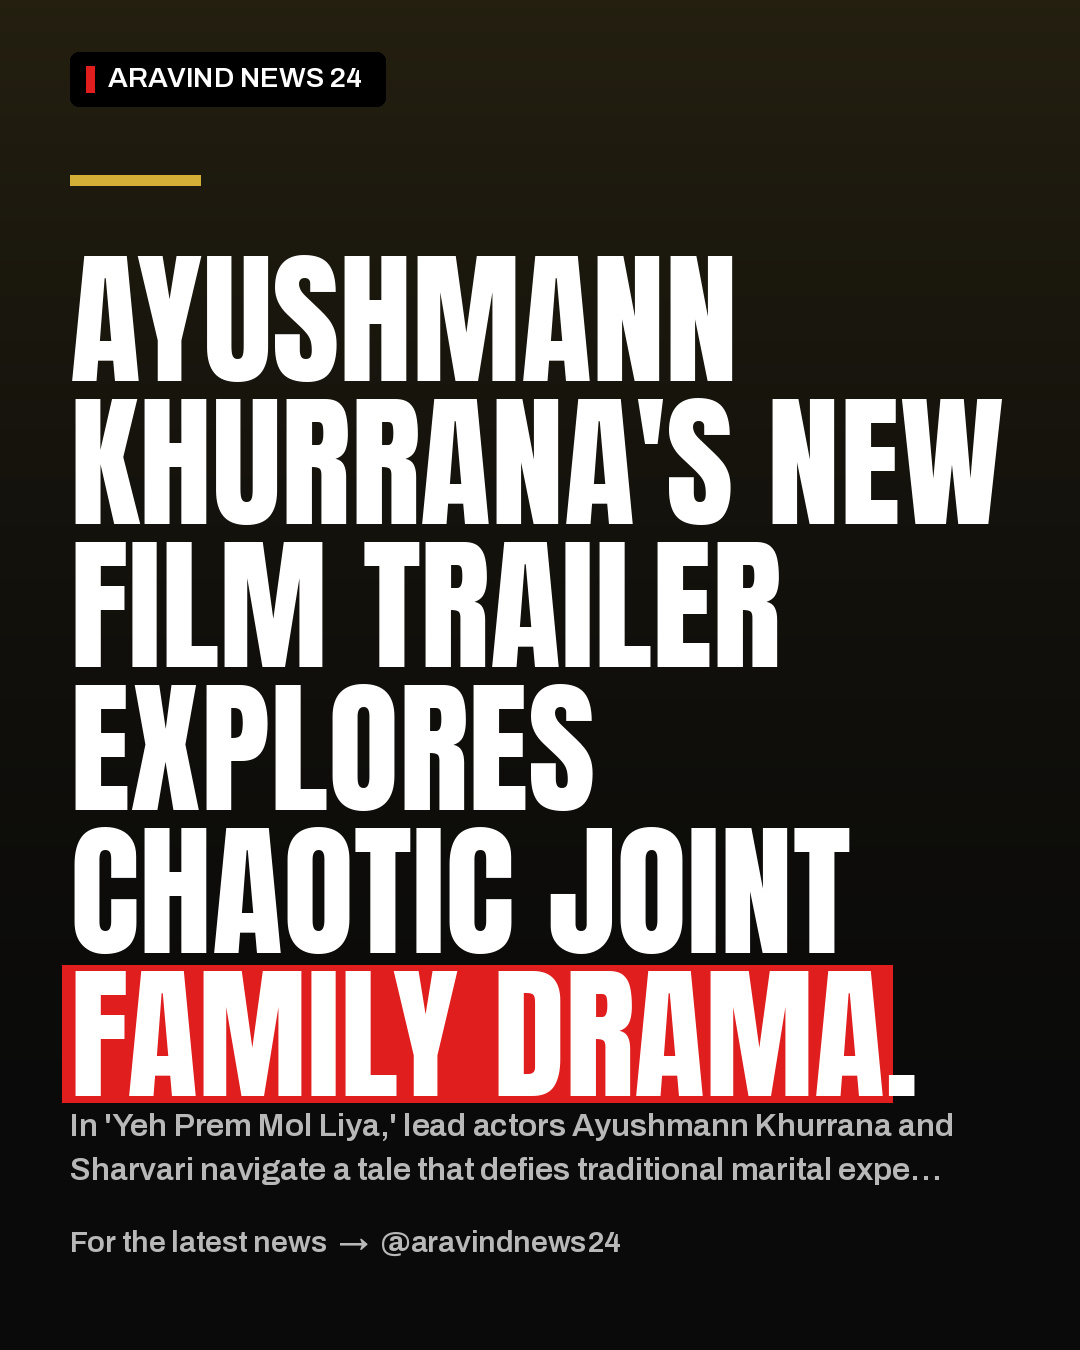 ARAVIND NEWS 24
AYUSHMANN
KHURRANA'S NEW
FILM TRAILER
EXPLORES
CHAOTIC JOINT
FAMILY DRAMA.
In 'Yeh Prem Mol Liya,' lead actors Ayushmann Khurrana and
Sharvari navigate a tale that defies traditional marital expe...
For the latest news → @aravindnews24